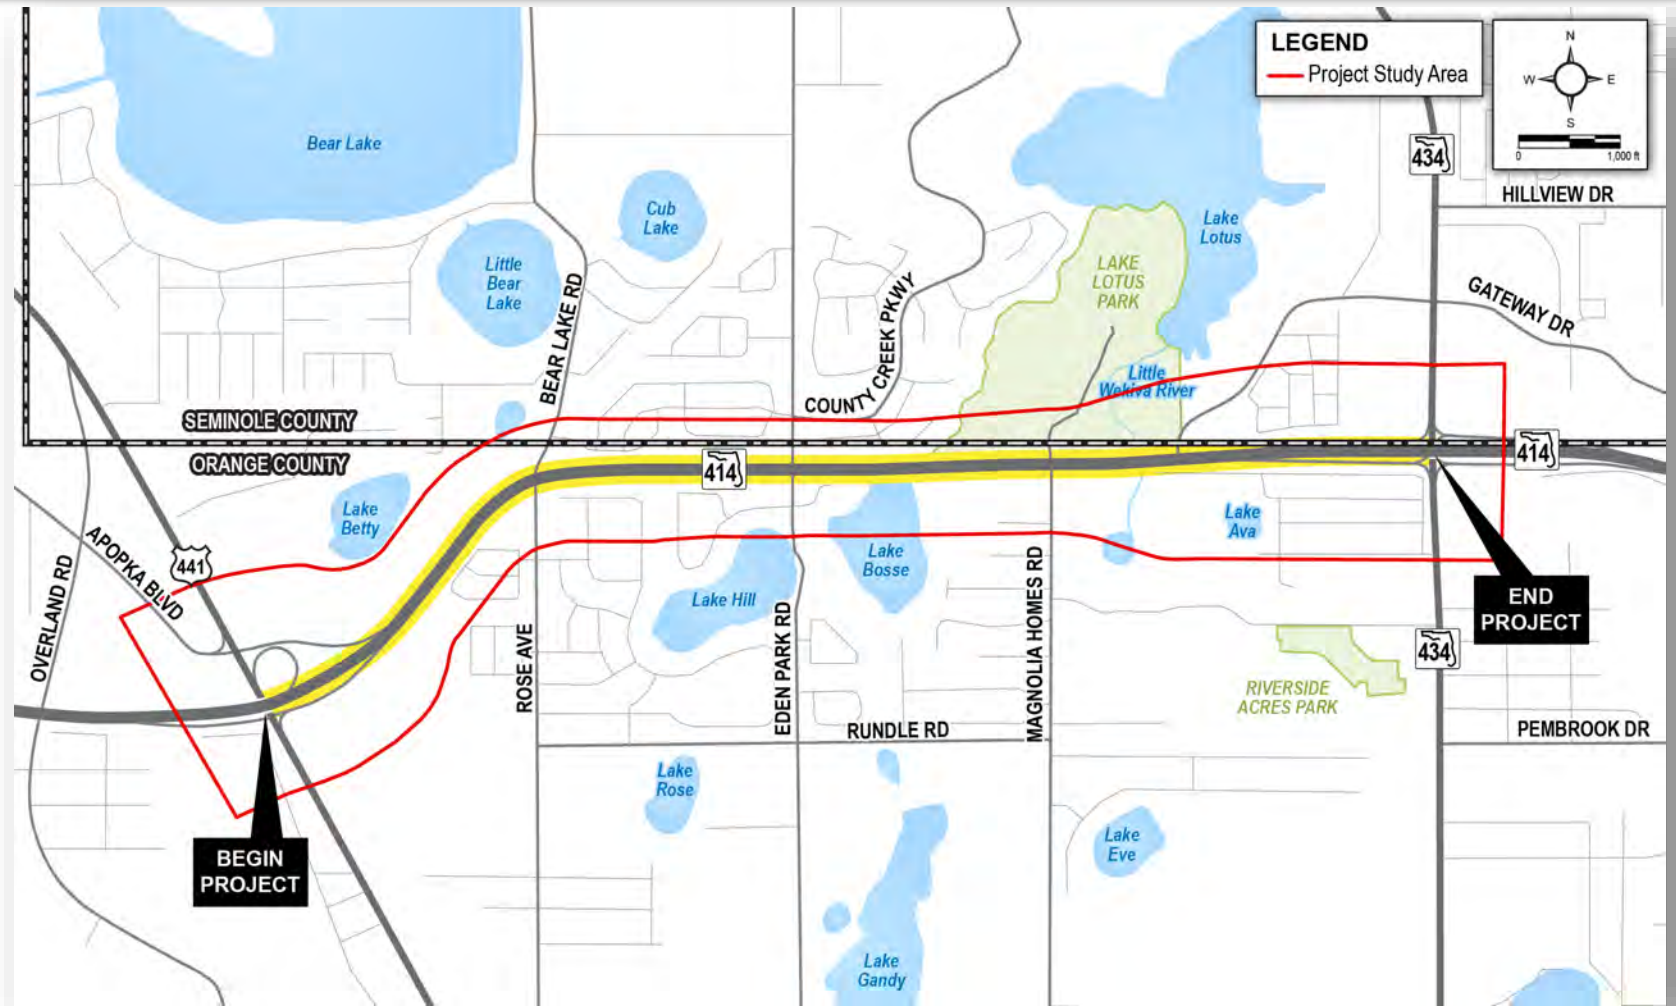 LEGEND
Project Study Area
N
W
E
S
0
1,000 ft
434
HILLVIEW DR
Bear Lake
Cub
Lake
Little
Bear
Lake
Lake
Lotus
LAKE
LOTUS
PARK
BEAR LAKE RD
COUNTY CREEK PKWY
GATEWAY DR
Little
Wekiva River
SEMINOLE COUNTY
ORANGE COUNTY
414
414
Lake
Betty
Lake
Ava
Lake
Bosse
APOPKA BLVD
441
OVERLAND RD
Lake Hill
END
PROJECT
ROSE AVE
EDEN PARK RD
MAGNOLIA HOMES RD
434
RIVERSIDE
ACRES PARK
RUNDLE RD
PEMBROOK DR
Lake
Rose
Lake
Eve
BEGIN
PROJECT
Lake
Gandy